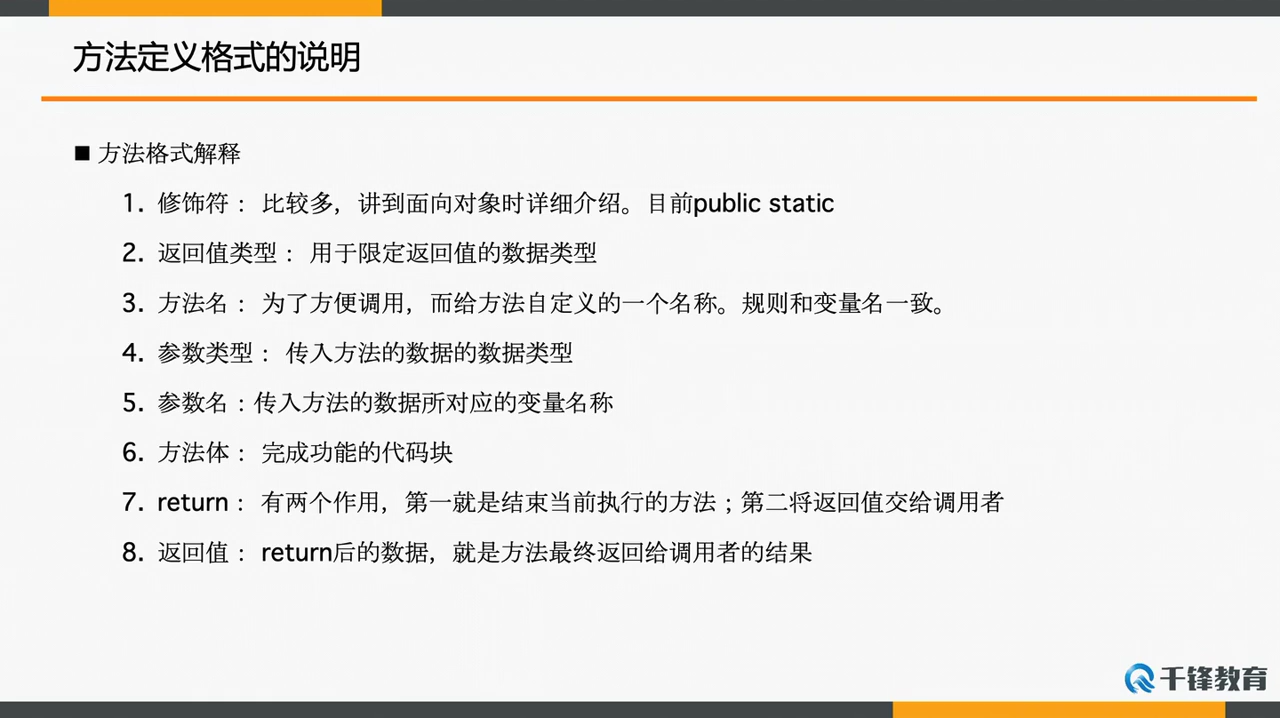 方法定义格式的说明
■ 方法格式解释
1. 修饰符： 比较多，讲到面向对象时详细介绍。目前public static
2. 返回值类型： 用于限定返回值的数据类型
3. 方法名： 为了方便调用，而给方法自定义的一个名称。规则和变量名一致。
4. 参数类型： 传入方法的数据的数据类型
5. 参数名：传入方法的数据所对应的变量名称
6. 方法体： 完成功能的代码块
7. return： 有两个作用，第一就是结束当前执行的方法；第二将返回值交给调用者
8. 返回值： return后的数据，就是方法最终返回给调用者的结果
千锋教育